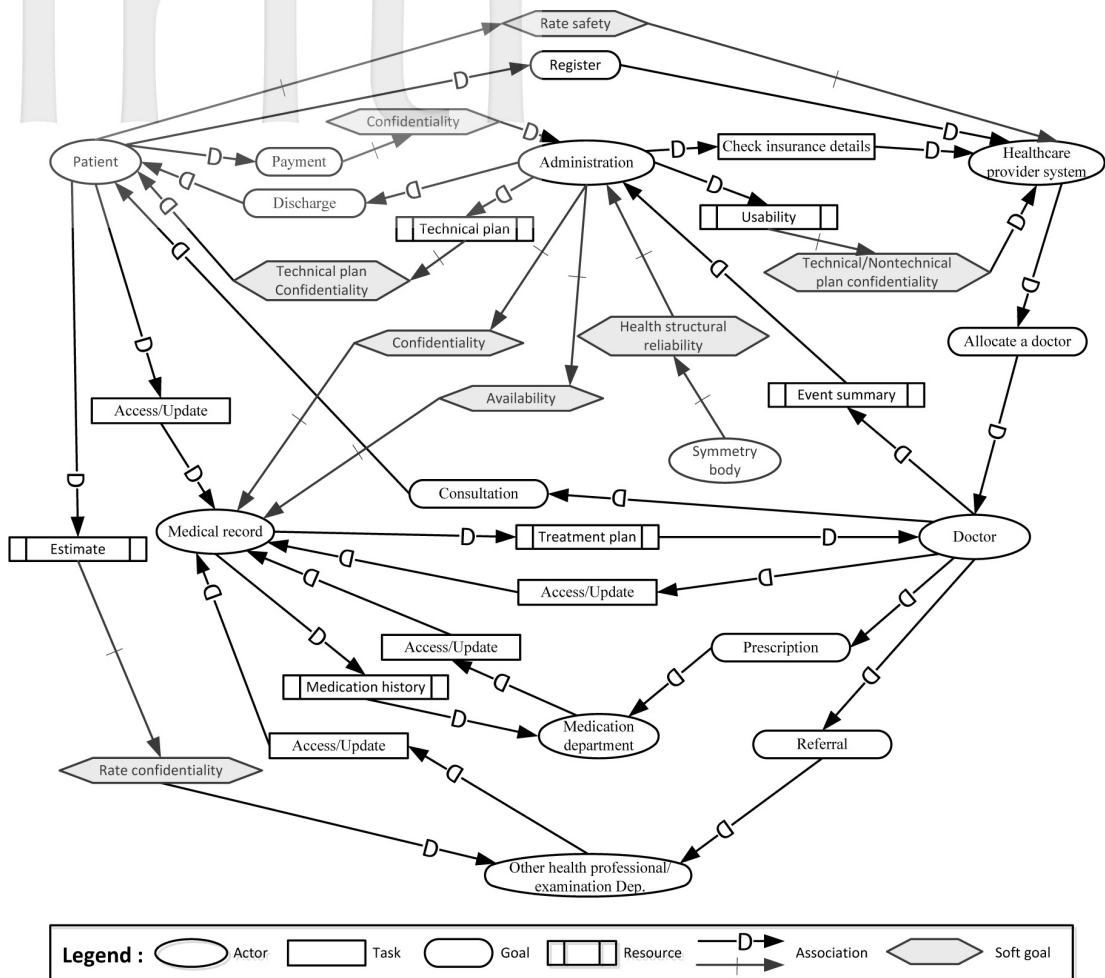 Rate safety
Register
Confidentiality
Patient
Payment
Administration
Check insurance details
Healthcare
provider system
Discharge
Technical plan
Usability
Technical plan
Confidentiality
Technical/Nontechnical
plan confidentiality
Confidentiality
Health structural
reliability
Allocate a doctor
Availability
Event summary
Access/Update
Symmetry
body
Consultation
Medical record
Treatment plan
Doctor
Estimate
Access/Update
Access/Update
Prescription
Medication history
Medication
department
Access/Update
Referral
Rate confidentiality
Other health professional/
examination Dep.
Legend : Actor Task Goal Resource D Association Soft goal